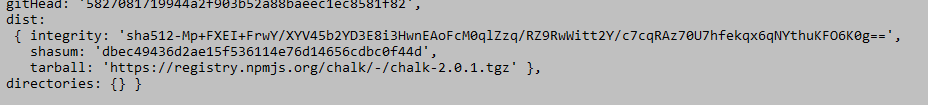 gitHead: '5827081719944a2f903b52a88baeec1ec8581f82',
dist:
{ integrity: 'sha512-Mp+FXEI+FrwY/XYV45b2YD3E8i3HwnEAoFcM0qlZzq/RZ9RwWitt2Y/c7cqRAz70U7hfekqx6qNYthuKFO6K0g==',
shasum: 'dbec49436d2ae15f536114e76d14656cdbc0f44d',
tarball: 'https://registry.npmjs.org/chalk/-/chalk-2.0.1.tgz' },
directories: {} }